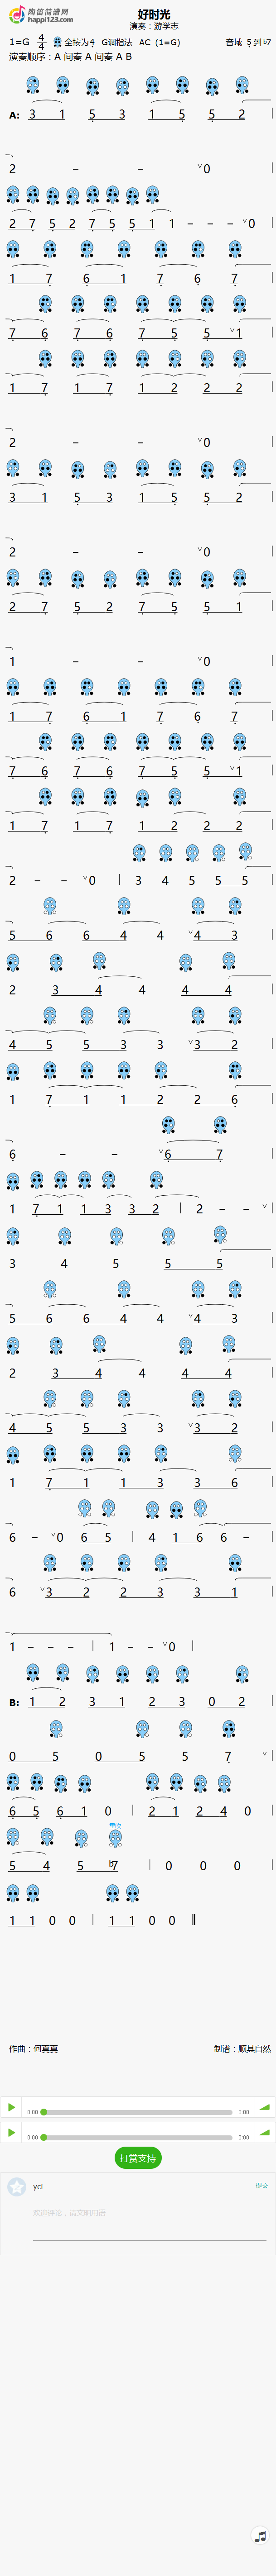 陶笛简谱网
happi123.com
好时光
演奏：游学志
1=G 4/4 全按为4 G调指法 AC (1=G) 音域 5 到 b7
演奏顺序：A 间奏 A 间奏 A B
A: 3 1 5 3 1 5 5 2 |
2 - - ∨0 |
2 7 5 2 7 5 5 1 1 - - - ∨0
1 7 6 1 7 6 7 |
7 6 7 6 7 5 5 ∨1 |
1 7 1 7 1 2 2 2 |
2 - - ∨0 |
3 1 5 3 1 5 5 2 |
2 - - ∨0 |
2 7 5 2 7 5 5 1 |
1 - - ∨0 |
1 7 6 1 7 6 7 |
7 6 7 6 7 5 5 ∨1 |
1 7 1 7 1 2 2 2 |
2 - - ∨0 | 3 4 5 5 5 |
5 6 6 4 4 ∨4 3 |
2 3 4 4 4 4 |
4 5 5 3 3 ∨3 2 |
1 7 1 1 2 2 6 |
6 - - ∨6 7 |
1 7 1 1 3 3 2 | 2 - - ∨
3 4 5 5 5 |
5 6 6 4 4 ∨4 3 |
2 3 4 4 4 4 |
4 5 5 3 3 ∨3 2 |
1 7 1 1 3 3 6 |
6 - ∨0 6 5 | 4 1 6 6 - |
6 ∨3 2 2 3 3 1 |
1 - - - | 1 - - ∨0 |
B: 1 2 3 1 2 3 0 2 |
0 5 0 5 5 7 ∨
6 5 6 1 0 | 2 1 2 4 0 |
重吹
5 4 5 b7 | 0 0 0 |
1 1 0 0 | 1 1 0 0 ‖
作曲：何真真 制谱：顺其自然
0:00 0:00
0:00 0:00
打赏支持
yci 提交
欢迎评论，请文明用语